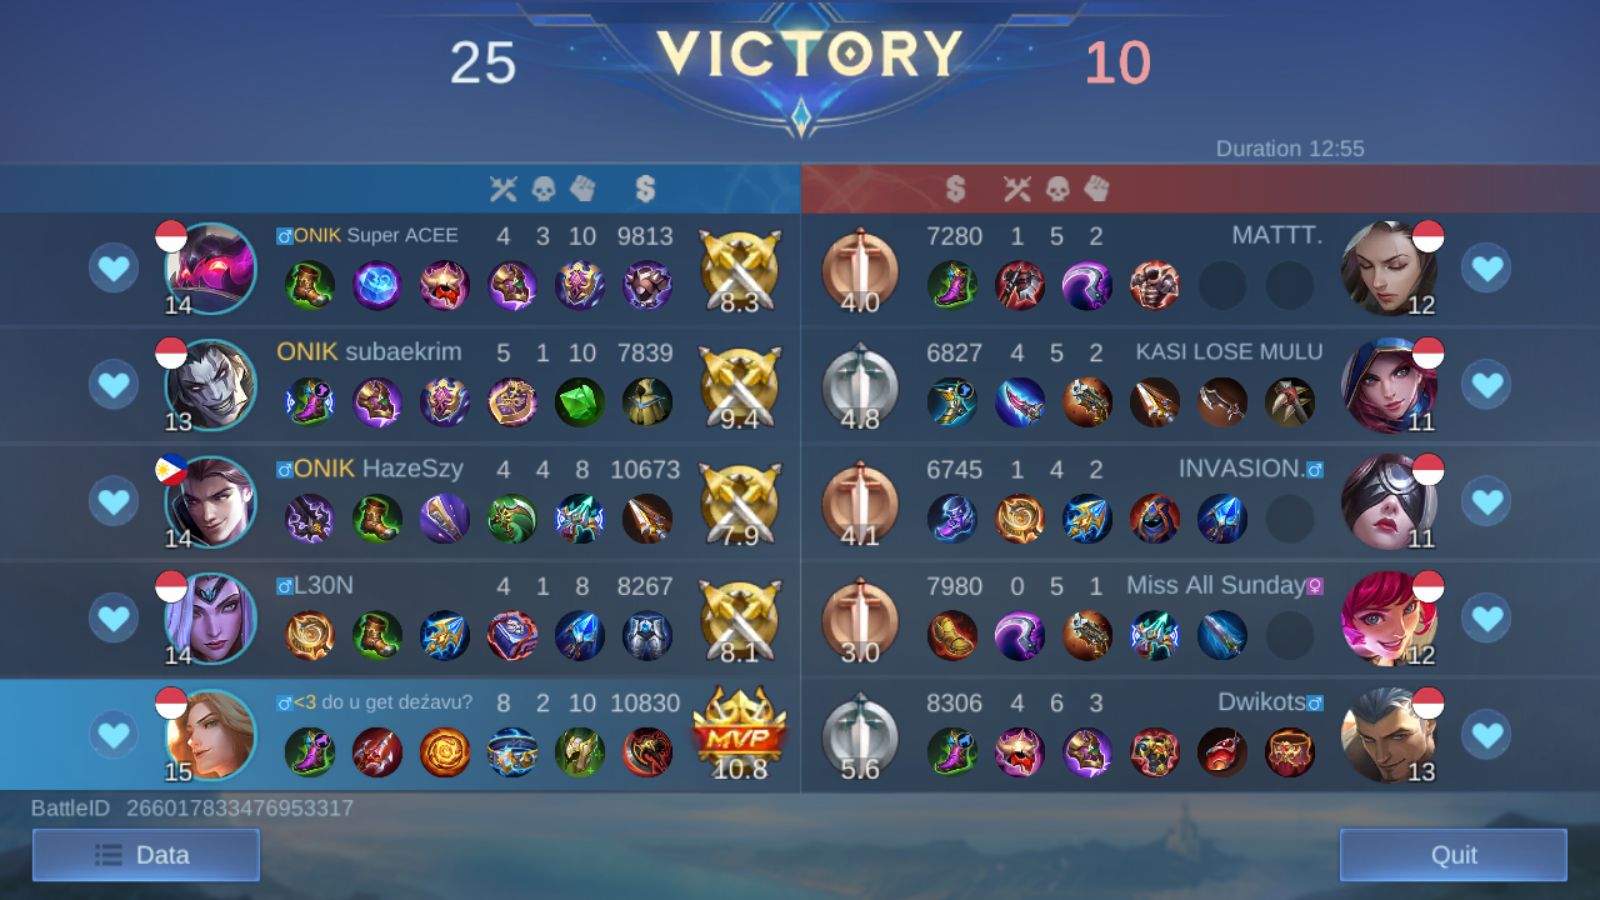 25 VICTORY 10
Duration 12:55
ONIK Super ACEE 4 3 10 9813
14 8.3
4.0 7280 1 5 2 MATTT.
12
ONIK subaekrim 5 1 10 7839
13 9.4
4.8 6827 4 5 2 KASI LOSE MULU
11
ONIK HazeSzy 4 4 8 10673
14 7.9
4.1 6745 1 4 2 INVASION.
11
L30N 4 1 8 8267
14 8.1
3.0 7980 0 5 1 Miss All Sunday
12
<3 do u get deźavu? 8 2 10 10830
15 MVP 10.8
5.6 8306 4 6 3 Dwikots
13
BattleID 266017833476953317
Data
Quit